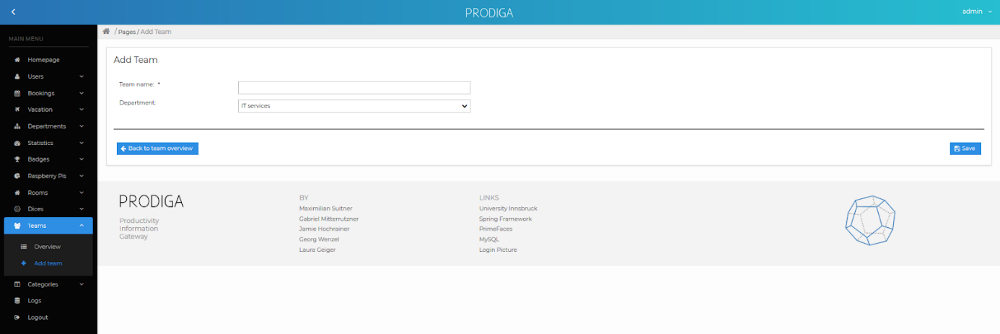 PRODIGA
admin
MAIN MENU
Homepage
Users
Bookings
Vacation
Departments
Statistics
Badges
Raspberry Pis
Rooms
Dices
Teams
Overview
Add team
Categories
Logs
Logout
/ Pages / Add Team
Add Team
Team name: *
Department:
IT services
Back to team overview
Save
PRODIGA
Productivity
Information
Gateway
BY
Maximilian Suitner
Gabriel Mitterrutzner
Jamie Hochrainer
Georg Wenzel
Laura Geiger
LINKS
University Innsbruck
Spring Framework
PrimeFaces
MySQL
Login Picture